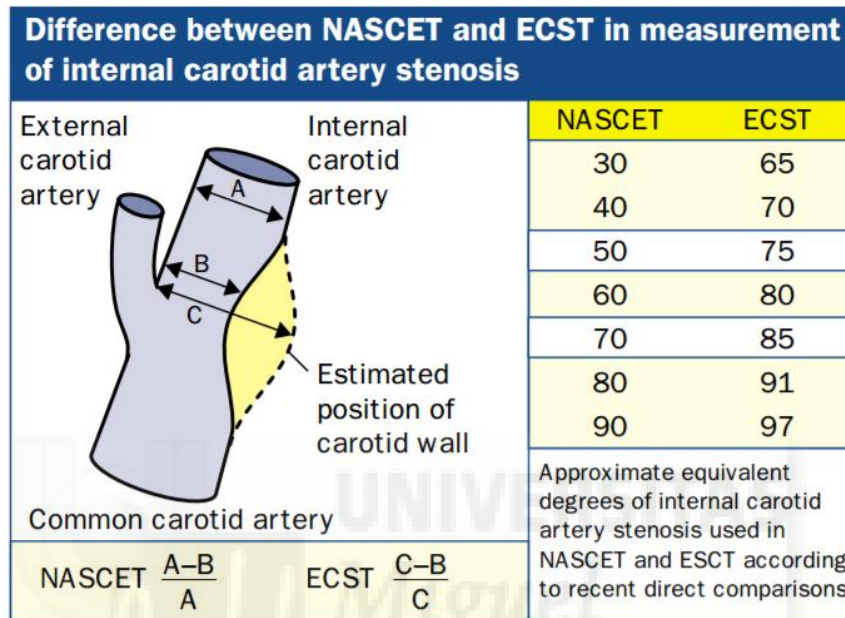 Difference between NASCET and ECST in measurement
of internal carotid artery stenosis
External
carotid
artery
Internal
carotid
artery
A
B
C
Estimated
position of
carotid wall
Common carotid artery
NASCET A–B
A
ECST C–B
C
NASCET ECST
30 65
40 70
50 75
60 80
70 85
80 91
90 97
Approximate equivalent
degrees of internal carotid
artery stenosis used in
NASCET and ESCT according
to recent direct comparisons
UNIVERSITAS
Miguel